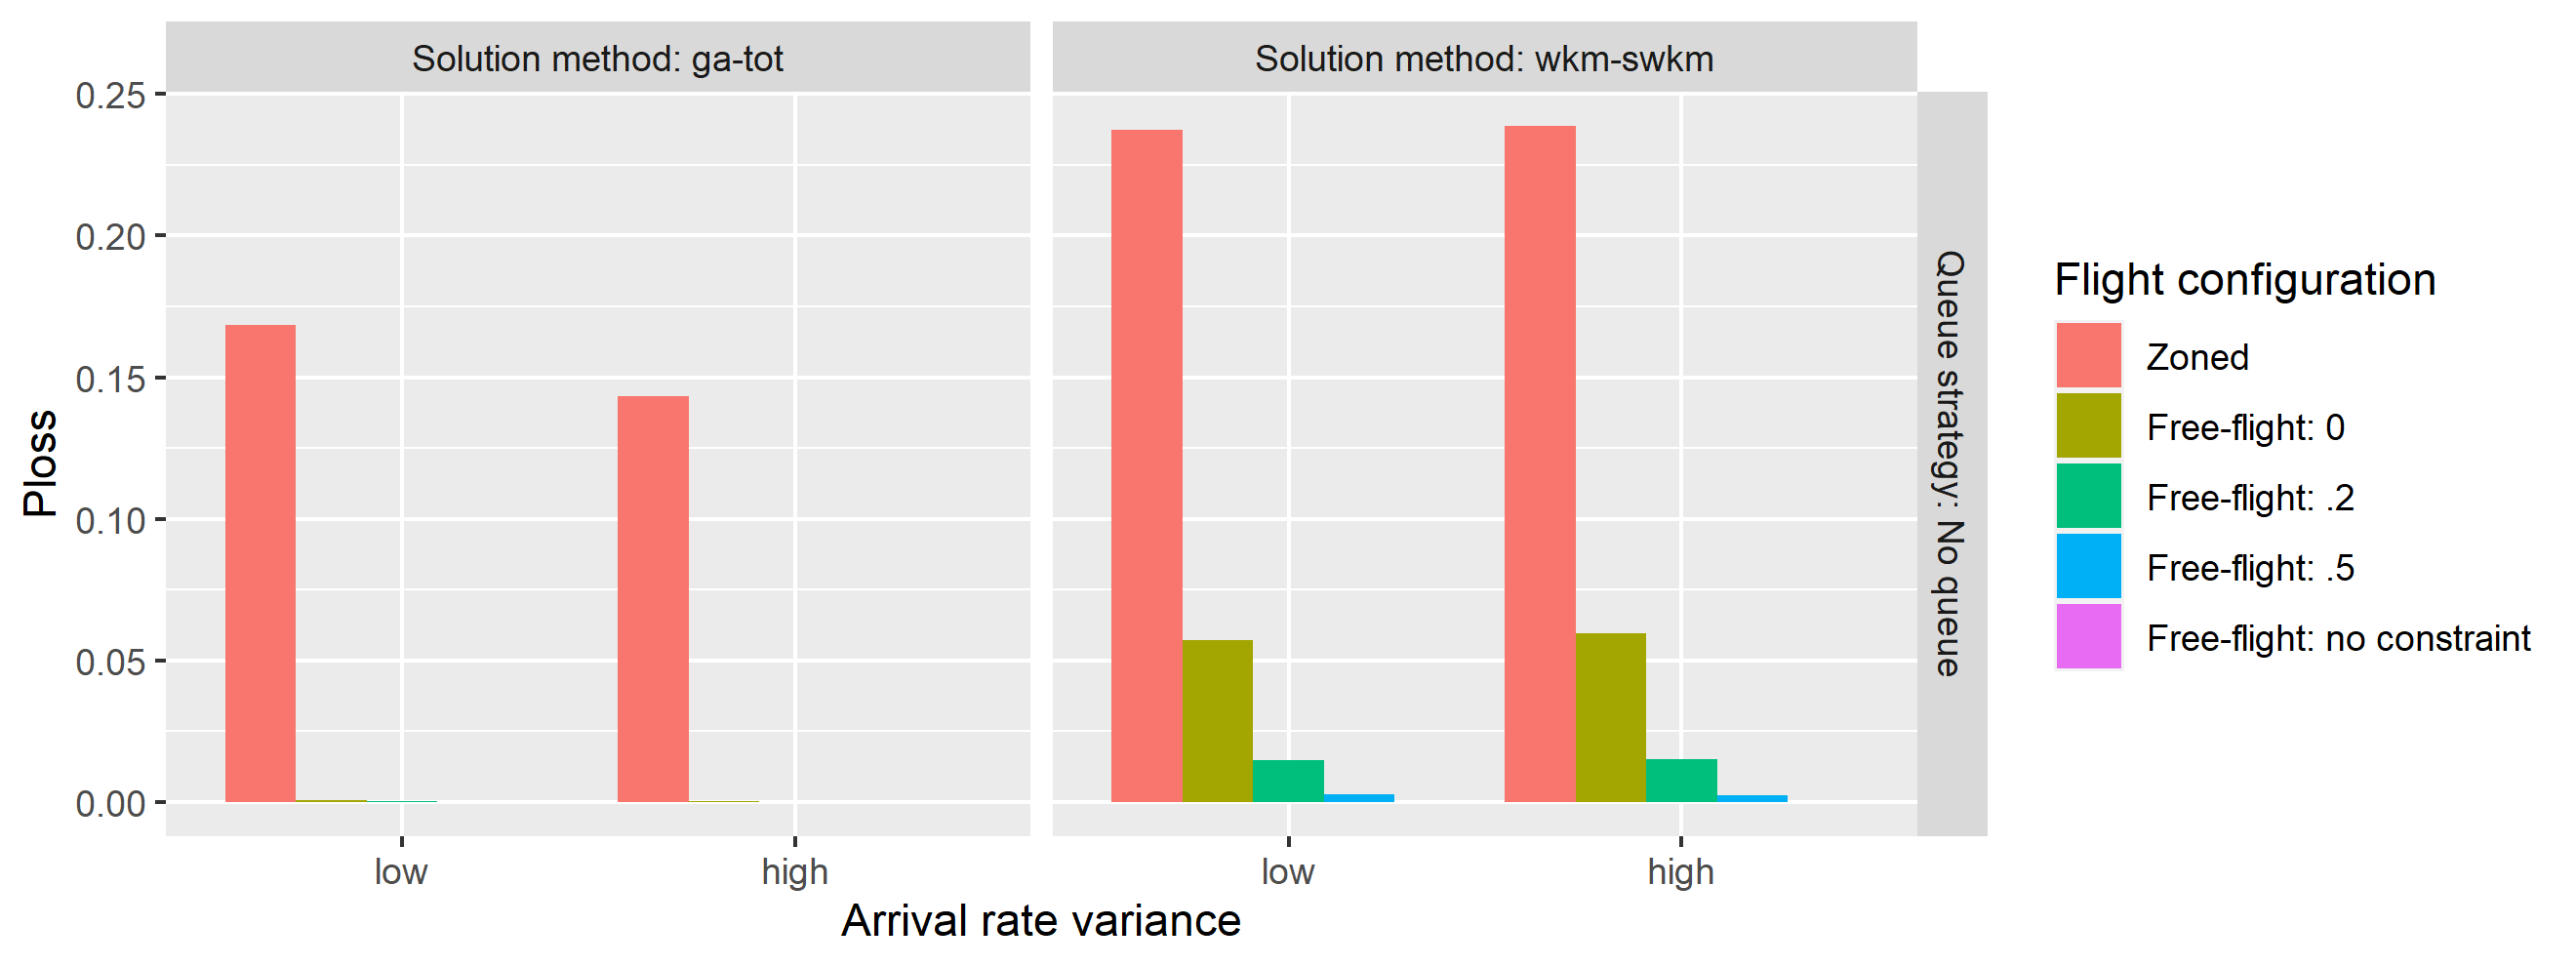 Solution method: ga-tot
Solution method: wkm-swkm
0.25
0.20
0.15
0.10
0.05
0.00
Ploss
low
high
low
high
Arrival rate variance
Queue strategy: No queue
Flight configuration
Zoned
Free-flight: 0
Free-flight: .2
Free-flight: .5
Free-flight: no constraint